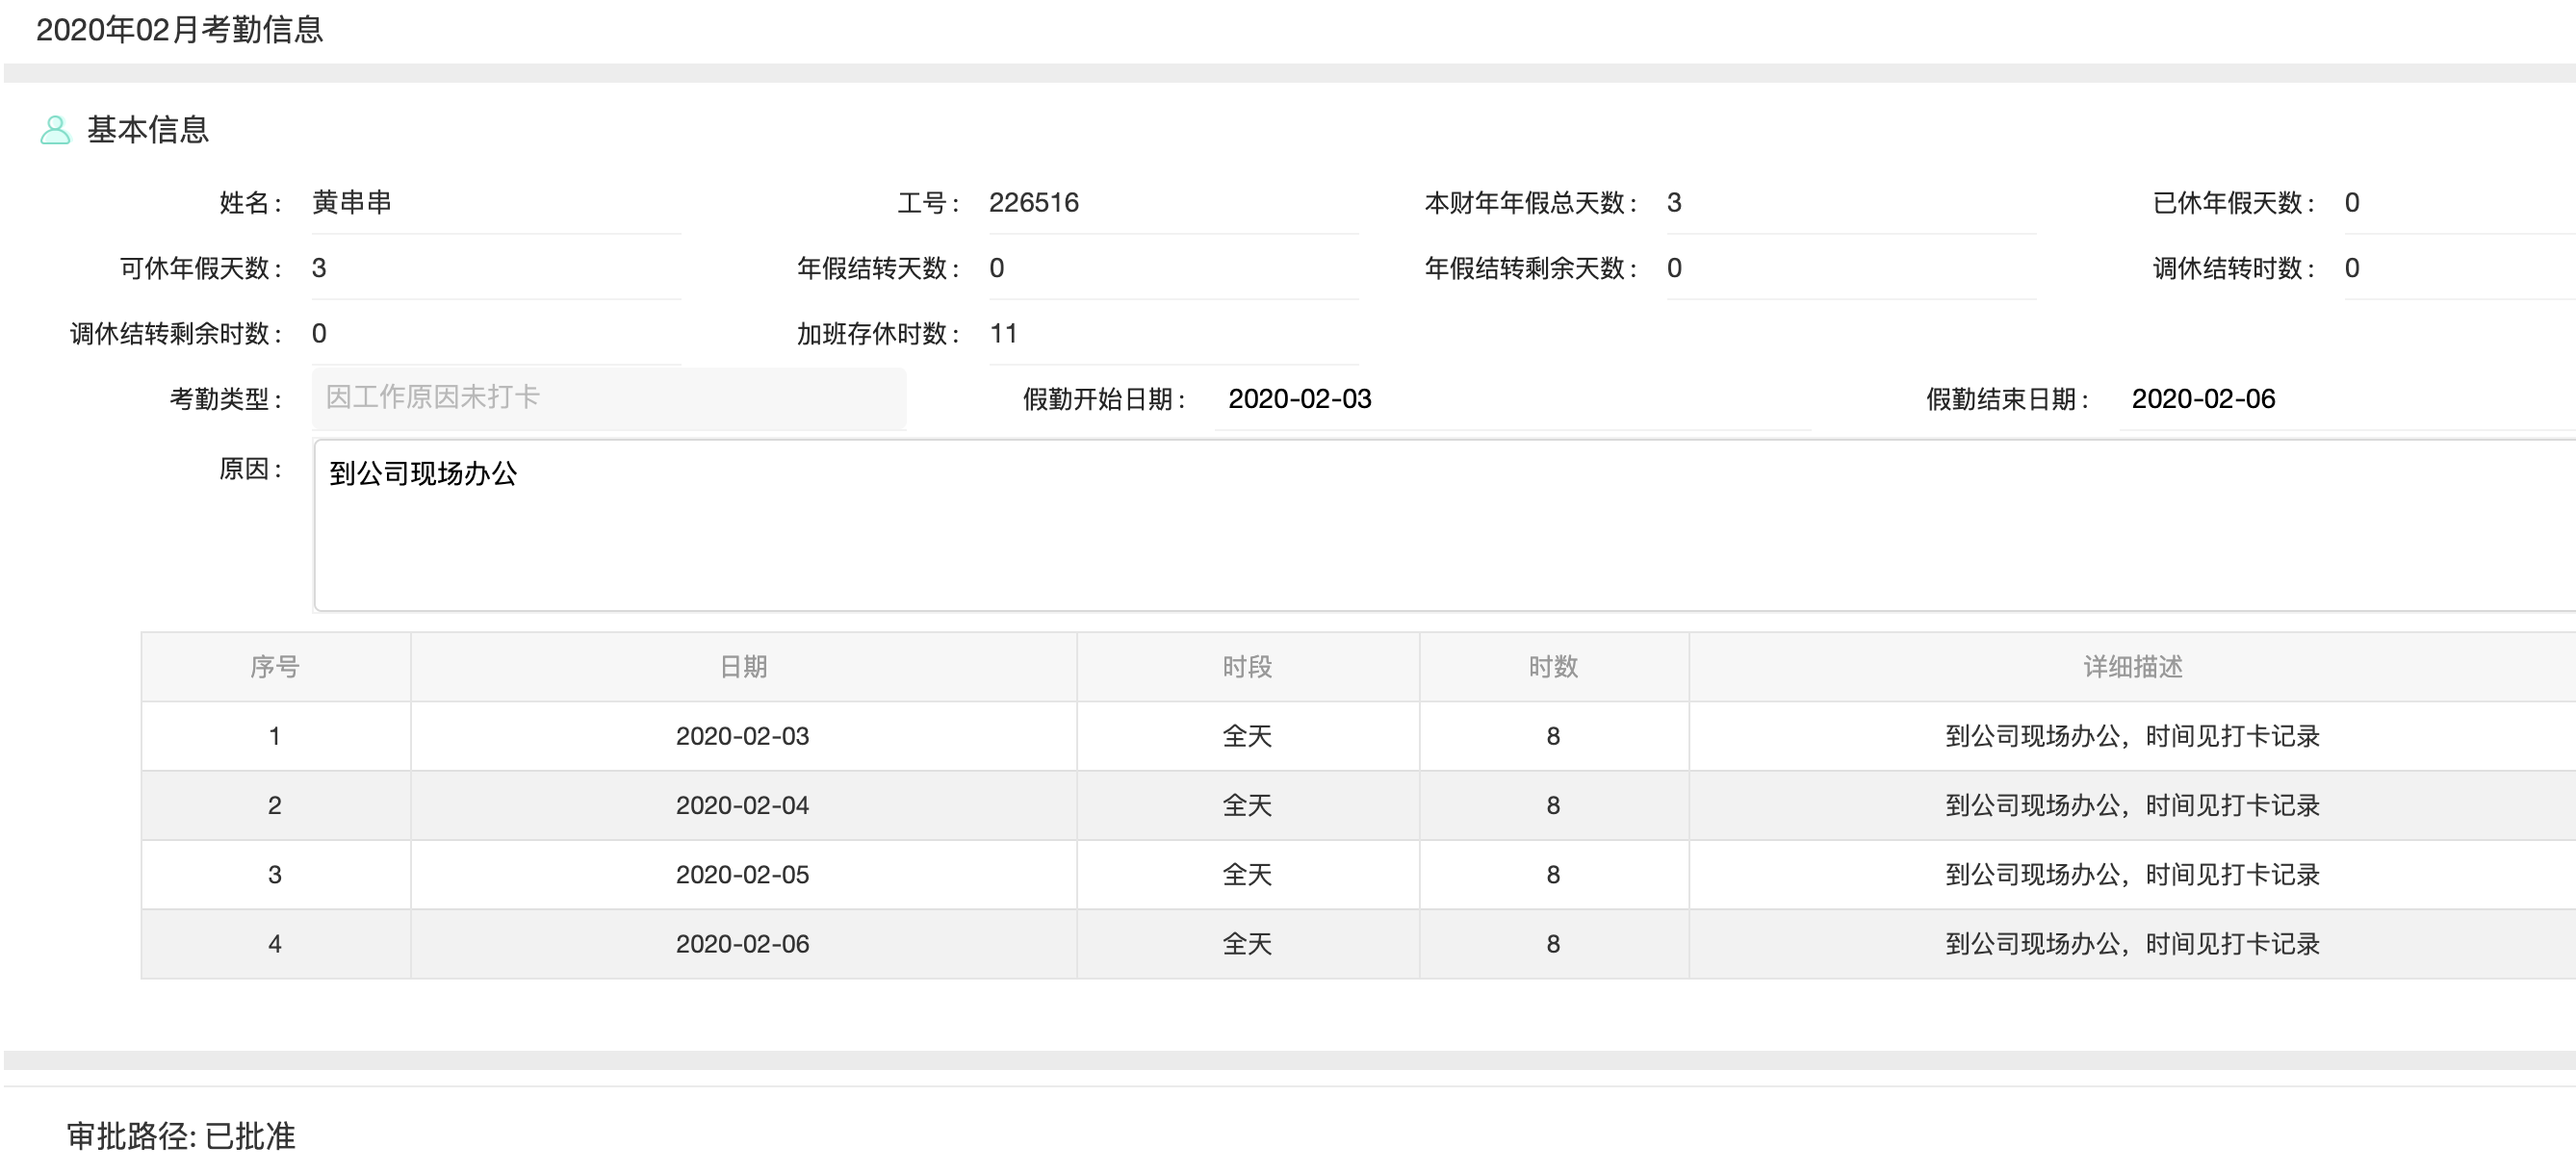 2020年02月考勤信息
基本信息
姓名： 黄串串 工号： 226516 本财年年假总天数： 3 已休年假天数： 0
可休年假天数： 3 年假结转天数： 0 年假结转剩余天数： 0 调休结转时数： 0
调休结转剩余时数： 0 加班存休时数： 11
考勤类型： 因工作原因未打卡 假勤开始日期： 2020-02-03 假勤结束日期： 2020-02-06
原因： 到公司现场办公
序号 日期 时段 时数 详细描述
1 2020-02-03 全天 8 到公司现场办公，时间见打卡记录
2 2020-02-04 全天 8 到公司现场办公，时间见打卡记录
3 2020-02-05 全天 8 到公司现场办公，时间见打卡记录
4 2020-02-06 全天 8 到公司现场办公，时间见打卡记录
审批路径: 已批准